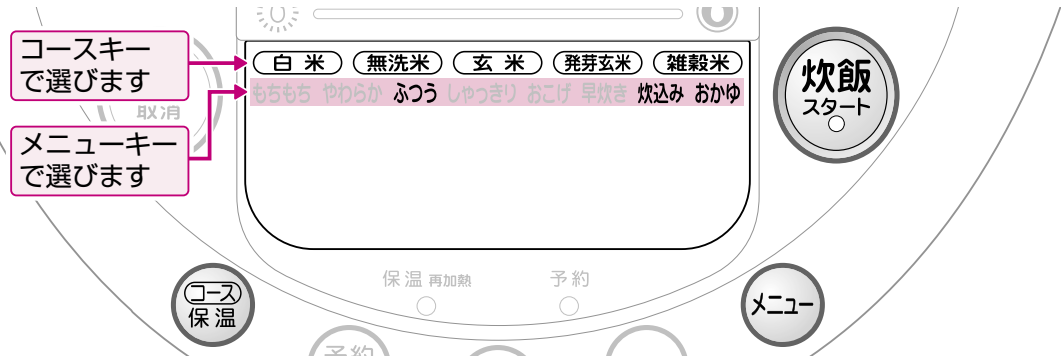 コースキー
で選びます
白米 無洗米 玄米 発芽玄米 雑穀米
もちもち やわらか ふつう しゃっきり おこげ 早炊き 炊込み おかゆ
取消
メニューキー
で選びます
炊飯
スタート
保温 再加熱 予約
コース
保温
メニュー
予約